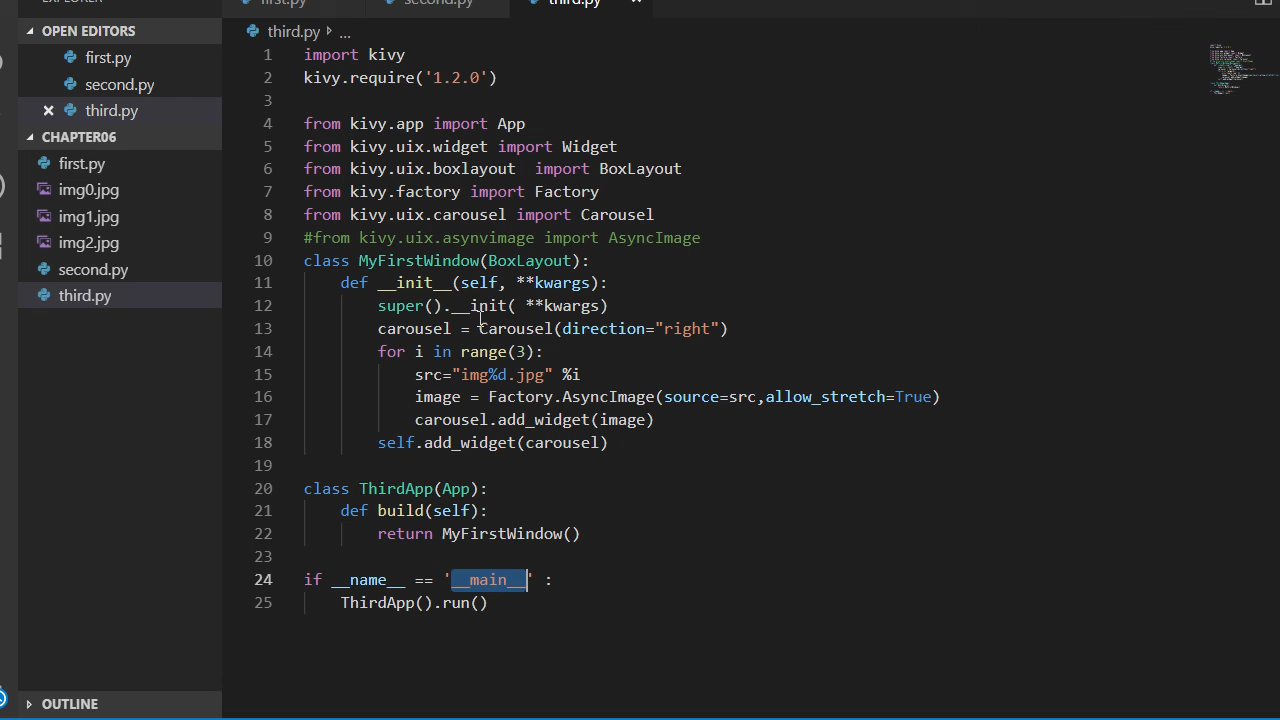 EXPLORER
first.py second.py third.py
OPEN EDITORS
first.py
second.py
third.py
CHAPTER06
first.py
img0.jpg
img1.jpg
img2.jpg
second.py
third.py
OUTLINE
third.py ...
1 import kivy
2 kivy.require('1.2.0')
3
4 from kivy.app import App
5 from kivy.uix.widget import Widget
6 from kivy.uix.boxlayout  import BoxLayout
7 from kivy.factory import Factory
8 from kivy.uix.carousel import Carousel
9 #from kivy.uix.asynvimage import AsyncImage
10 class MyFirstWindow(BoxLayout):
11     def __init__(self, **kwargs):
12         super().__init( **kwargs)
13         carousel = Carousel(direction="right")
14         for i in range(3):
15             src="img%d.jpg" %i
16             image = Factory.AsyncImage(source=src,allow_stretch=True)
17             carousel.add_widget(image)
18         self.add_widget(carousel)
19
20 class ThirdApp(App):
21     def build(self):
22         return MyFirstWindow()
23
24 if __name__ == '__main__' :
25     ThirdApp().run()